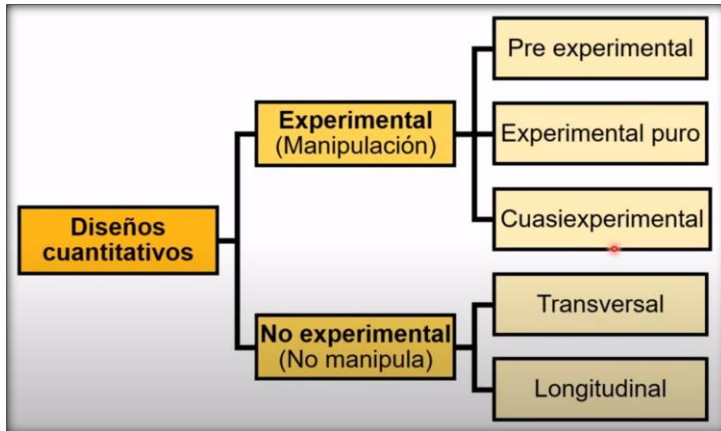 Diseños
cuantitativos
Experimental
(Manipulación)
Pre experimental
Experimental puro
Cuasiexperimental
No experimental
(No manipula)
Transversal
Longitudinal